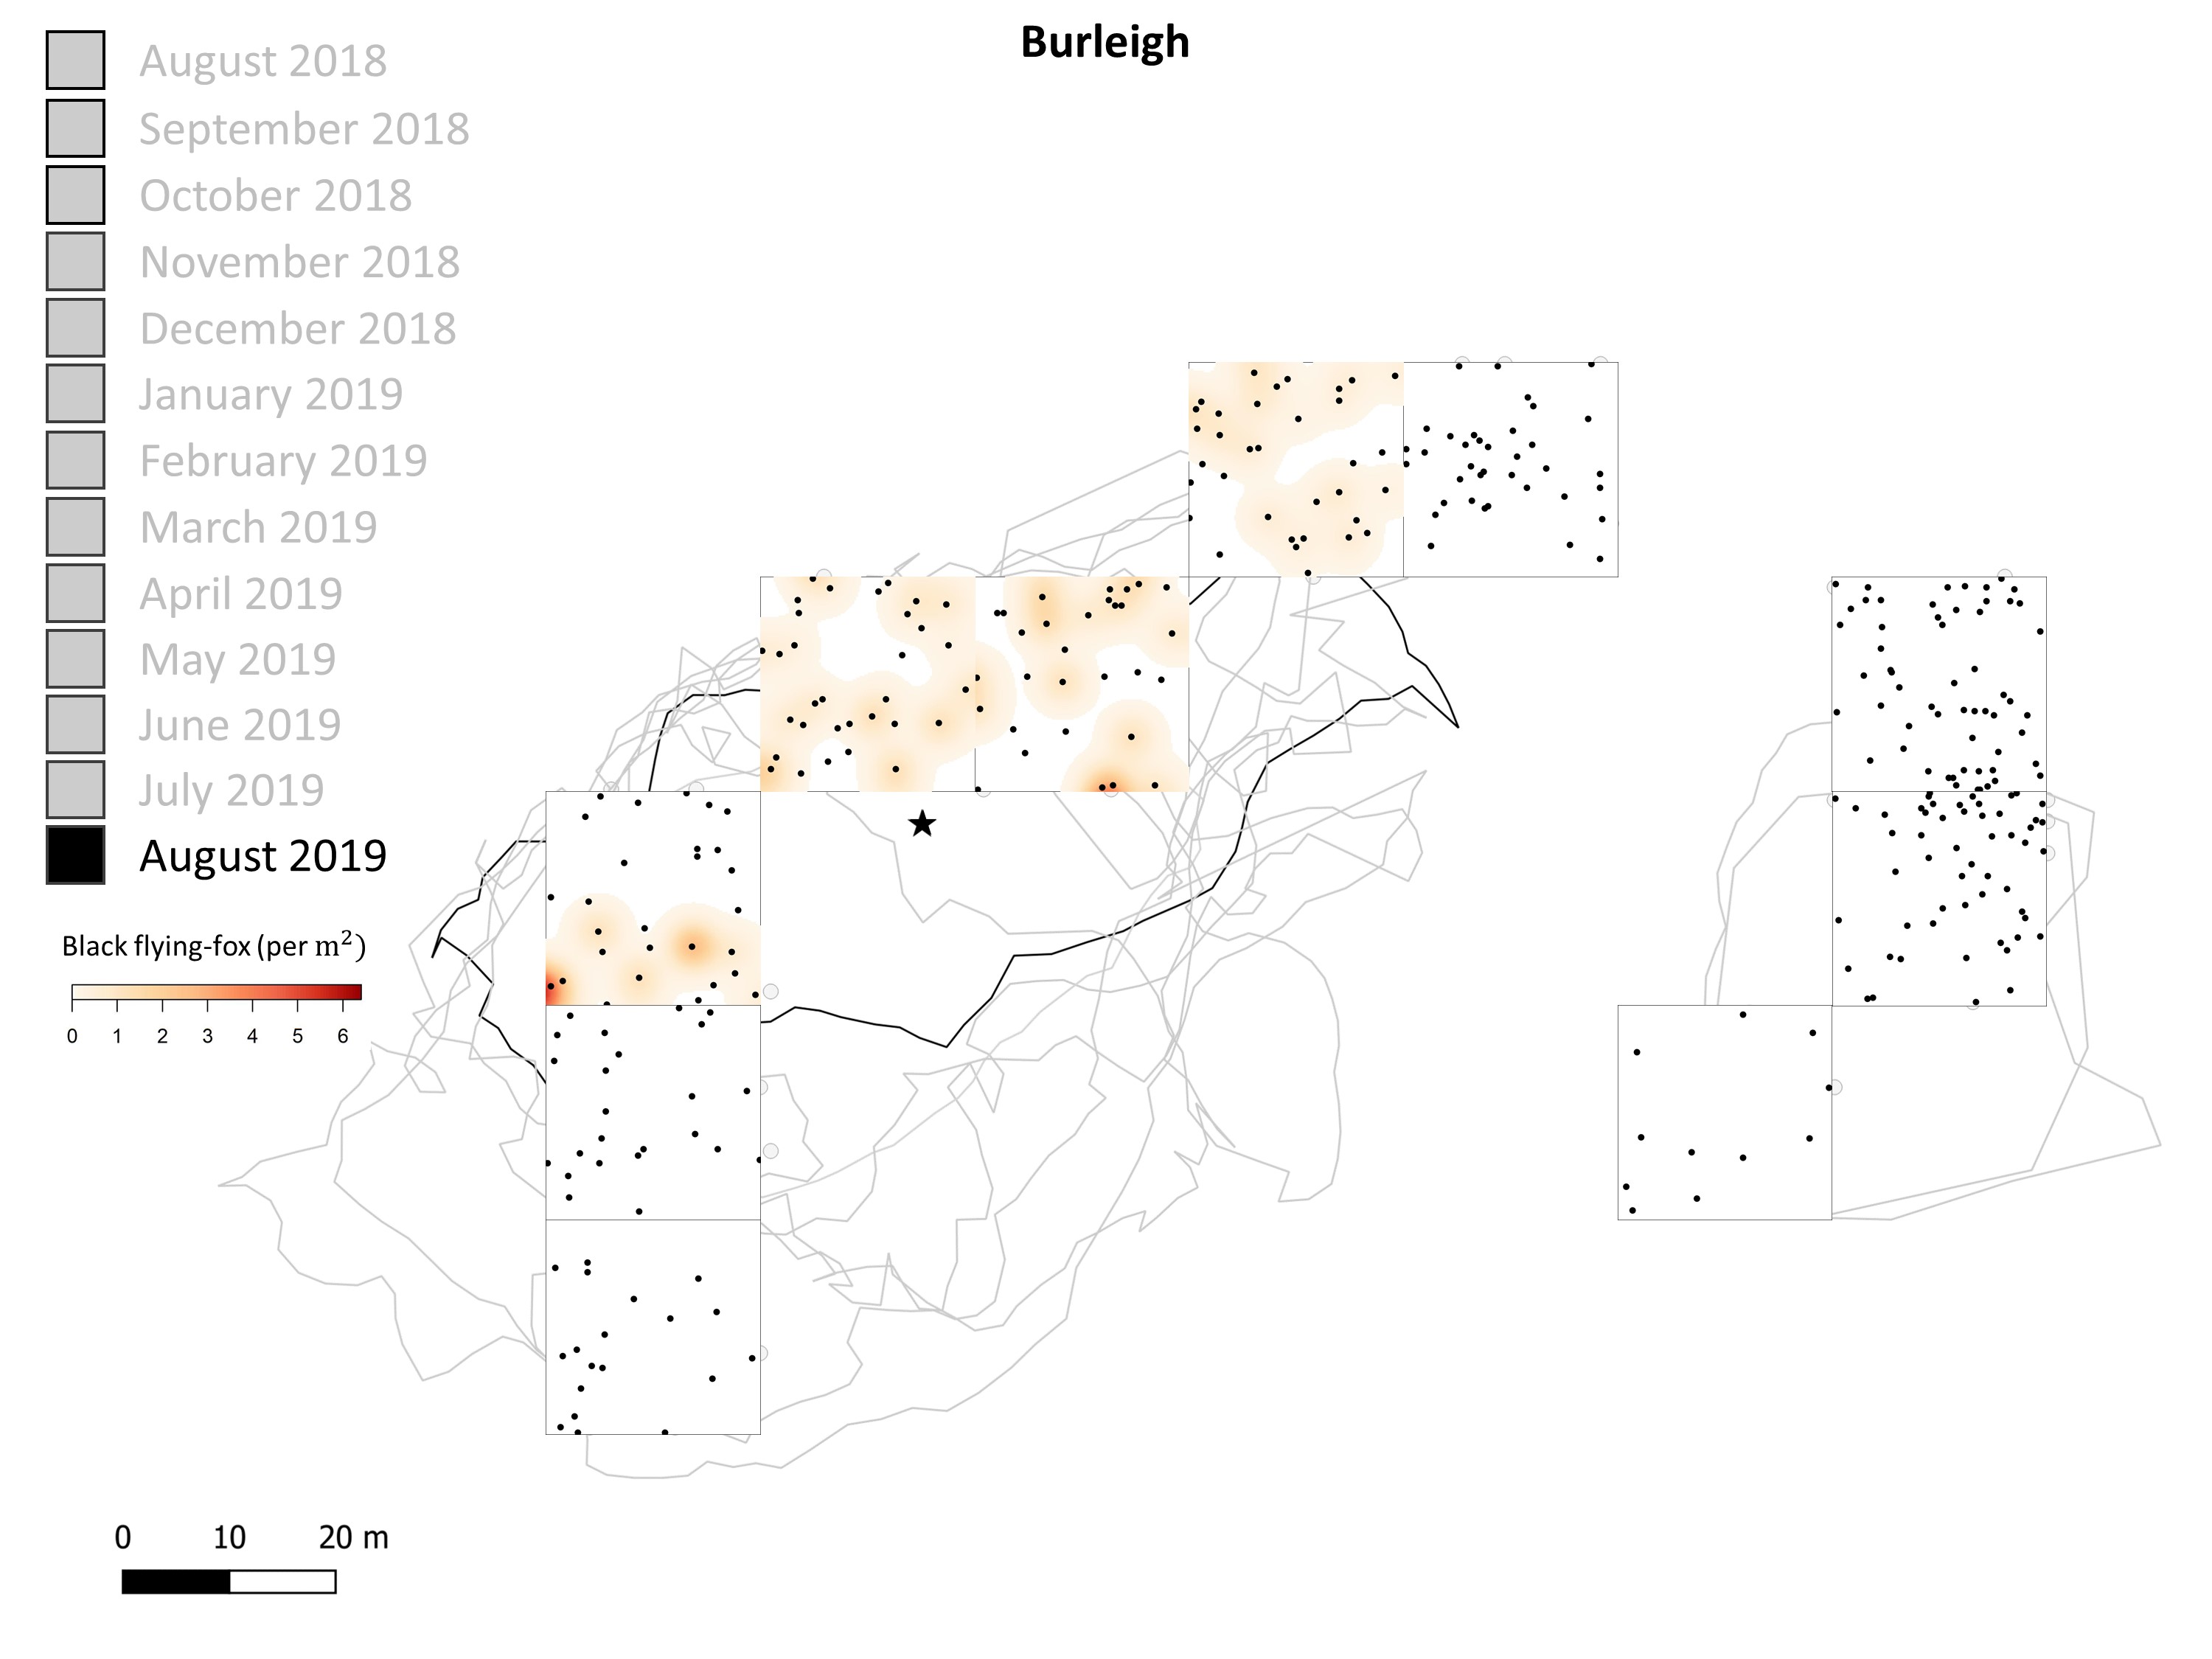 Burleigh
August 2018
September 2018
October 2018
November 2018
December 2018
January 2019
February 2019
March 2019
April 2019
May 2019
June 2019
July 2019
August 2019
Black flying-fox (per m²)
0 1 2 3 4 5 6
0 10 20 m